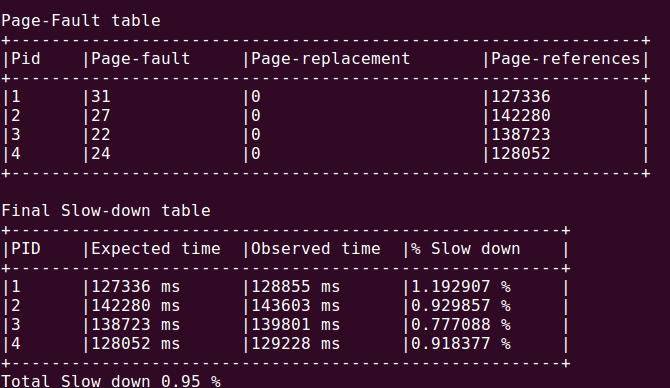 Page-Fault table
+---------------------------------------------------------------+
|Pid    |Page-fault     |Page-replacement       |Page-references|
+---------------------------------------------------------------+
|1      |31             |0                      |127336         |
|2      |27             |0                      |142280         |
|3      |22             |0                      |138723         |
|4      |24             |0                      |128052         |
+---------------------------------------------------------------+
Final Slow-down table
+-------------------------------------------------------+
|PID    |Expected time  |Observed time  |% Slow down    |
+-------------------------------------------------------+
|1      |127336 ms      |128855 ms      |1.192907 %     |
|2      |142280 ms      |143603 ms      |0.929857 %     |
|3      |138723 ms      |139801 ms      |0.777088 %     |
|4      |128052 ms      |129228 ms      |0.918377 %     |
+-------------------------------------------------------+
Total Slow down 0.95 %